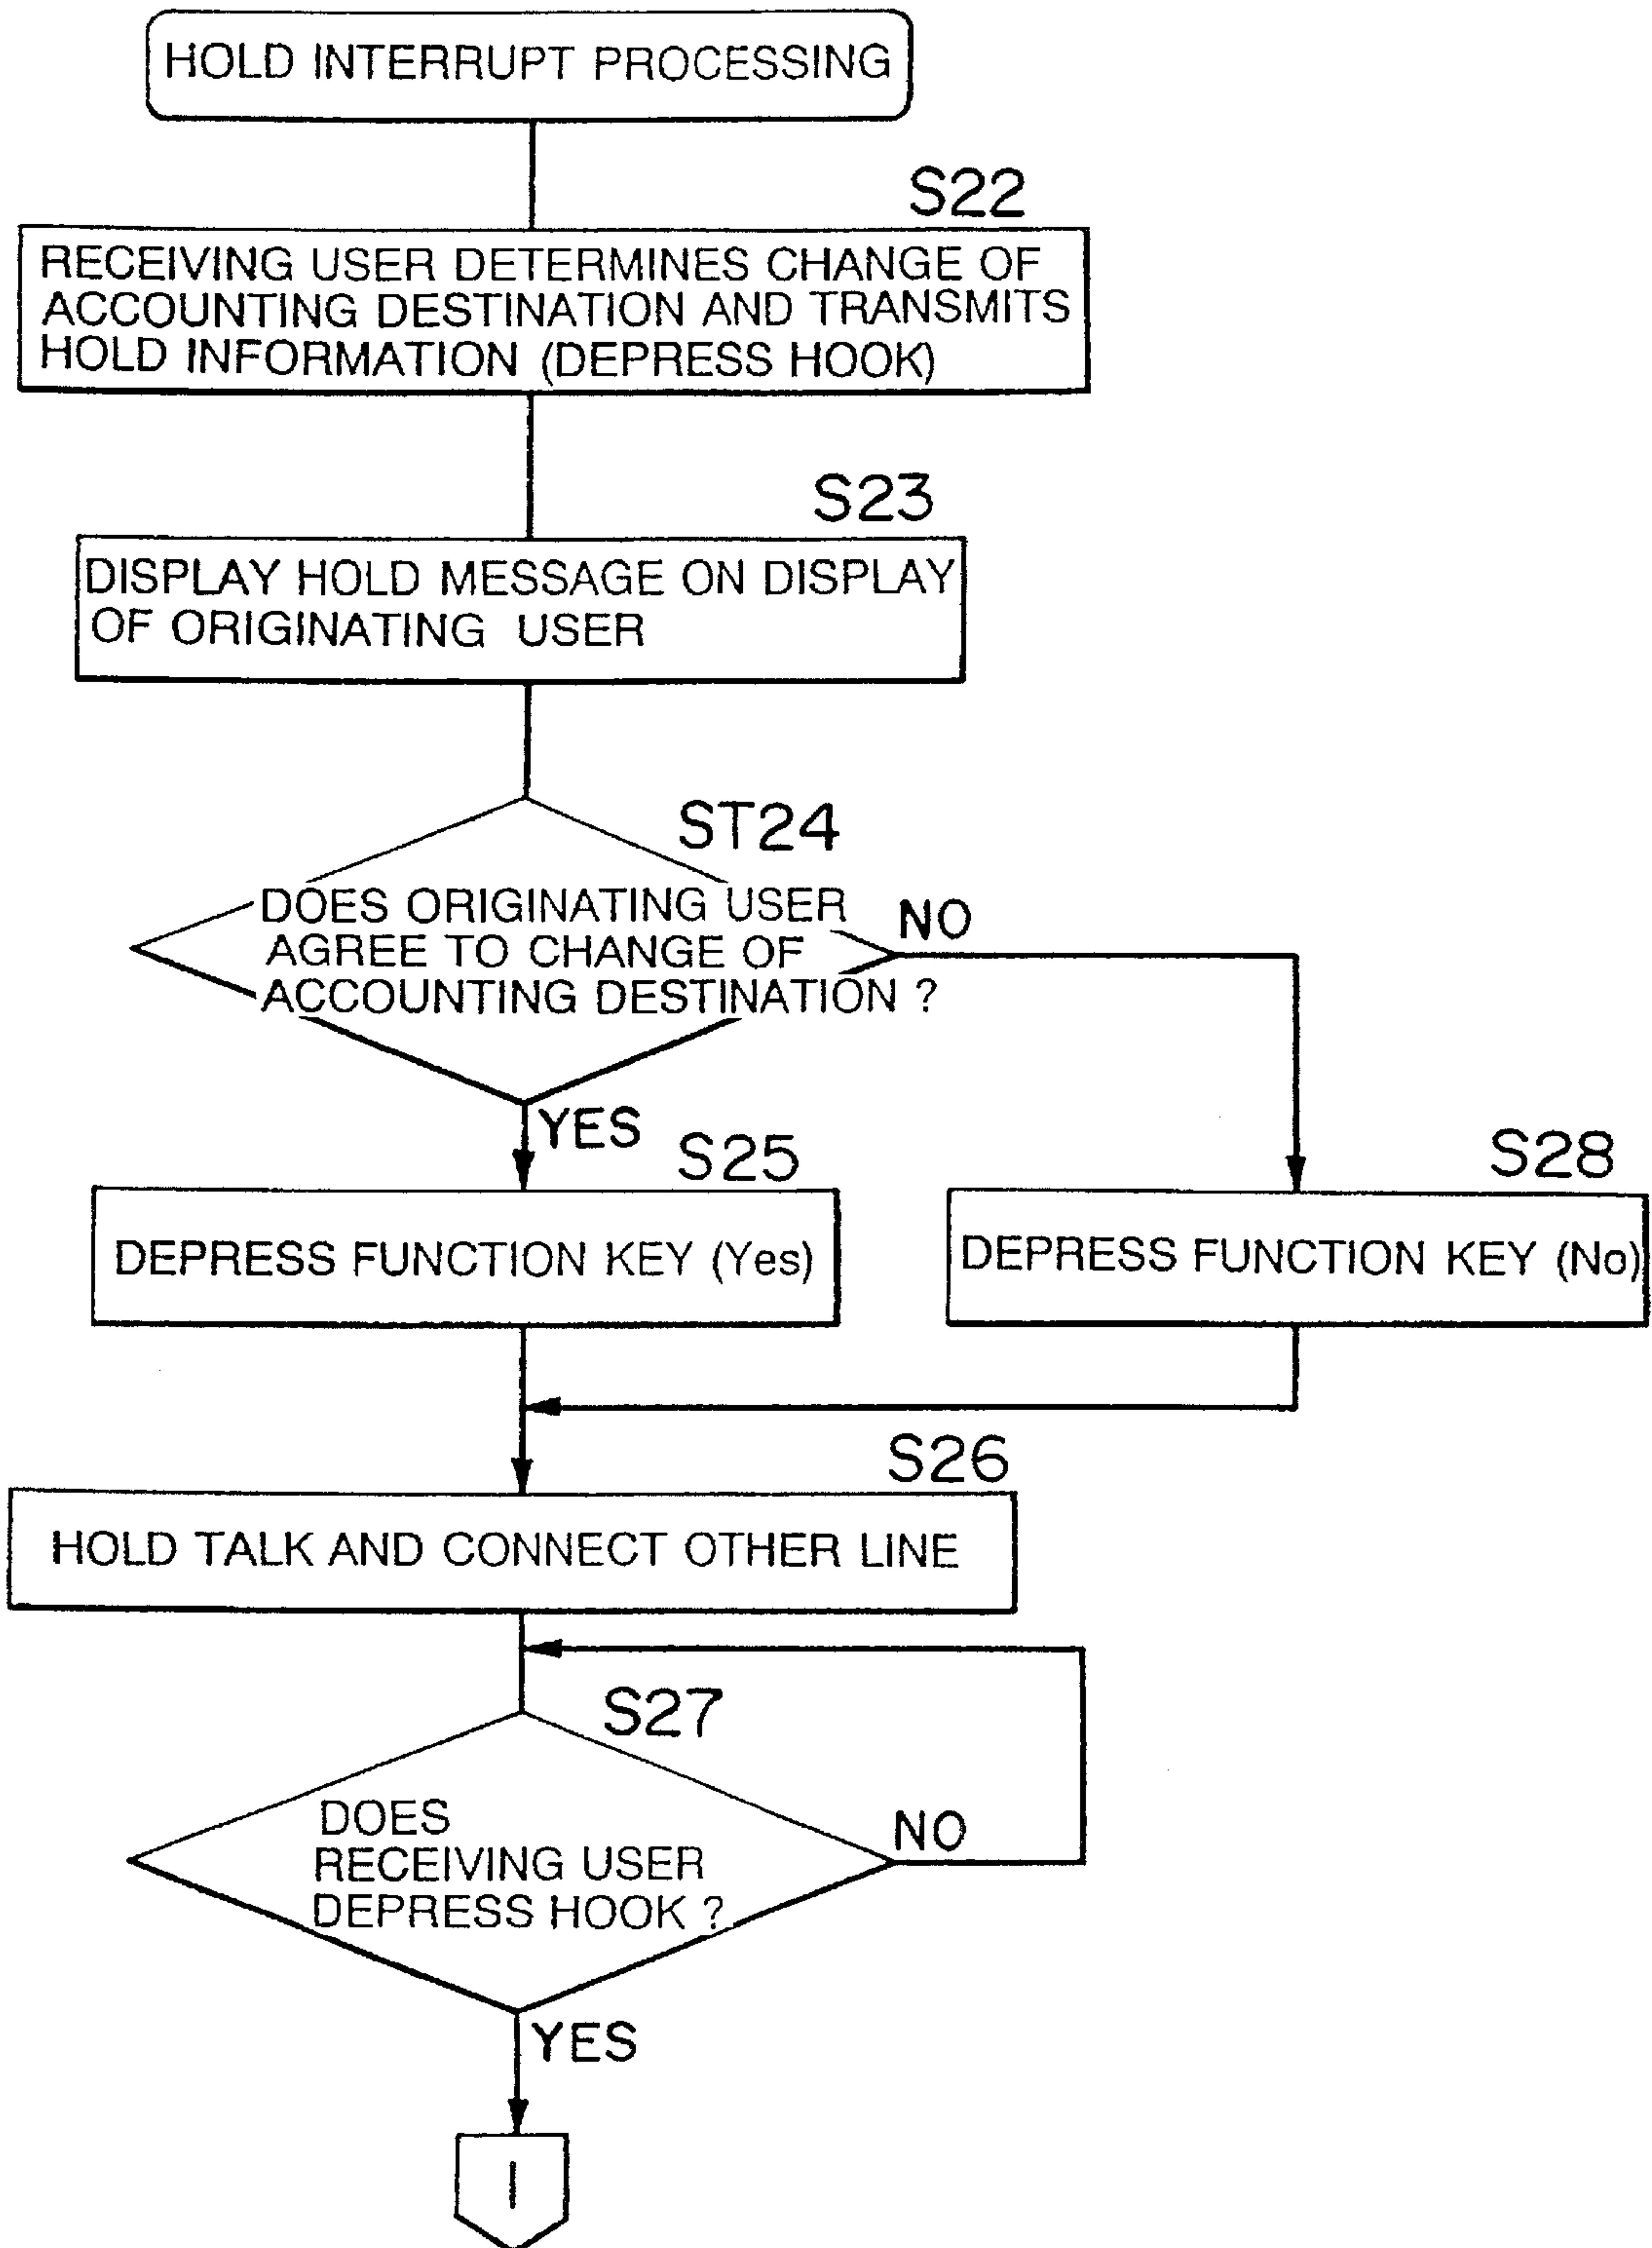 HOLD INTERRUPT PROCESSING
S22
RECEIVING USER DETERMINES CHANGE OF
ACCOUNTING DESTINATION AND TRANSMITS
HOLD INFORMATION (DEPRESS HOOK)
S23
DISPLAY HOLD MESSAGE ON DISPLAY
OF ORIGINATING USER
ST24
DOES ORIGINATING USER
AGREE TO CHANGE OF
ACCOUNTING DESTINATION ?
NO
YES
S25
DEPRESS FUNCTION KEY (Yes)
S28
DEPRESS FUNCTION KEY (No)
S26
HOLD TALK AND CONNECT OTHER LINE
S27
DOES
RECEIVING USER
DEPRESS HOOK ?
NO
YES
I